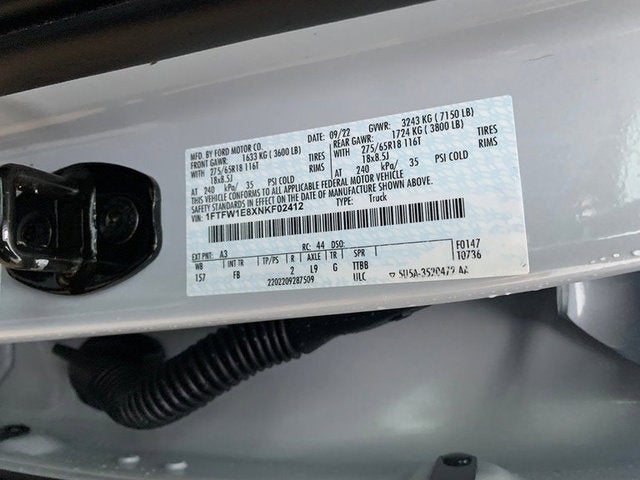 MFD. BY FORD MOTOR CO. DATE: 09/22 GVWR: 3243 KG ( 7150 LB)
FRONT GAWR: 1633 KG ( 3600 LB) REAR GAWR: 1724 KG ( 3800 LB)
275/65R18 116T TIRES 275/65R18 116T TIRES
18x8.5J RIMS 18x8.5J RIMS
AT 240 kPa/ 35 PSI COLD AT 240 kPa/ 35 PSI COLD
THIS VEHICLE CONFORMS TO ALL APPLICABLE FEDERAL MOTOR VEHICLE
SAFETY STANDARDS IN EFFECT ON THE DATE OF MANUFACTURE SHOWN ABOVE.
VIN: 1FTFW1E8XNKF02412 TYPE: Truck
EXT PNT: A3 RC: 44 DSO: F0147
WB INT TR TP/PS R AXLE TR SPR T0736
157 FB 2 L9 G TTBB
2202209287509 ULC 5U5A-3520472-AA